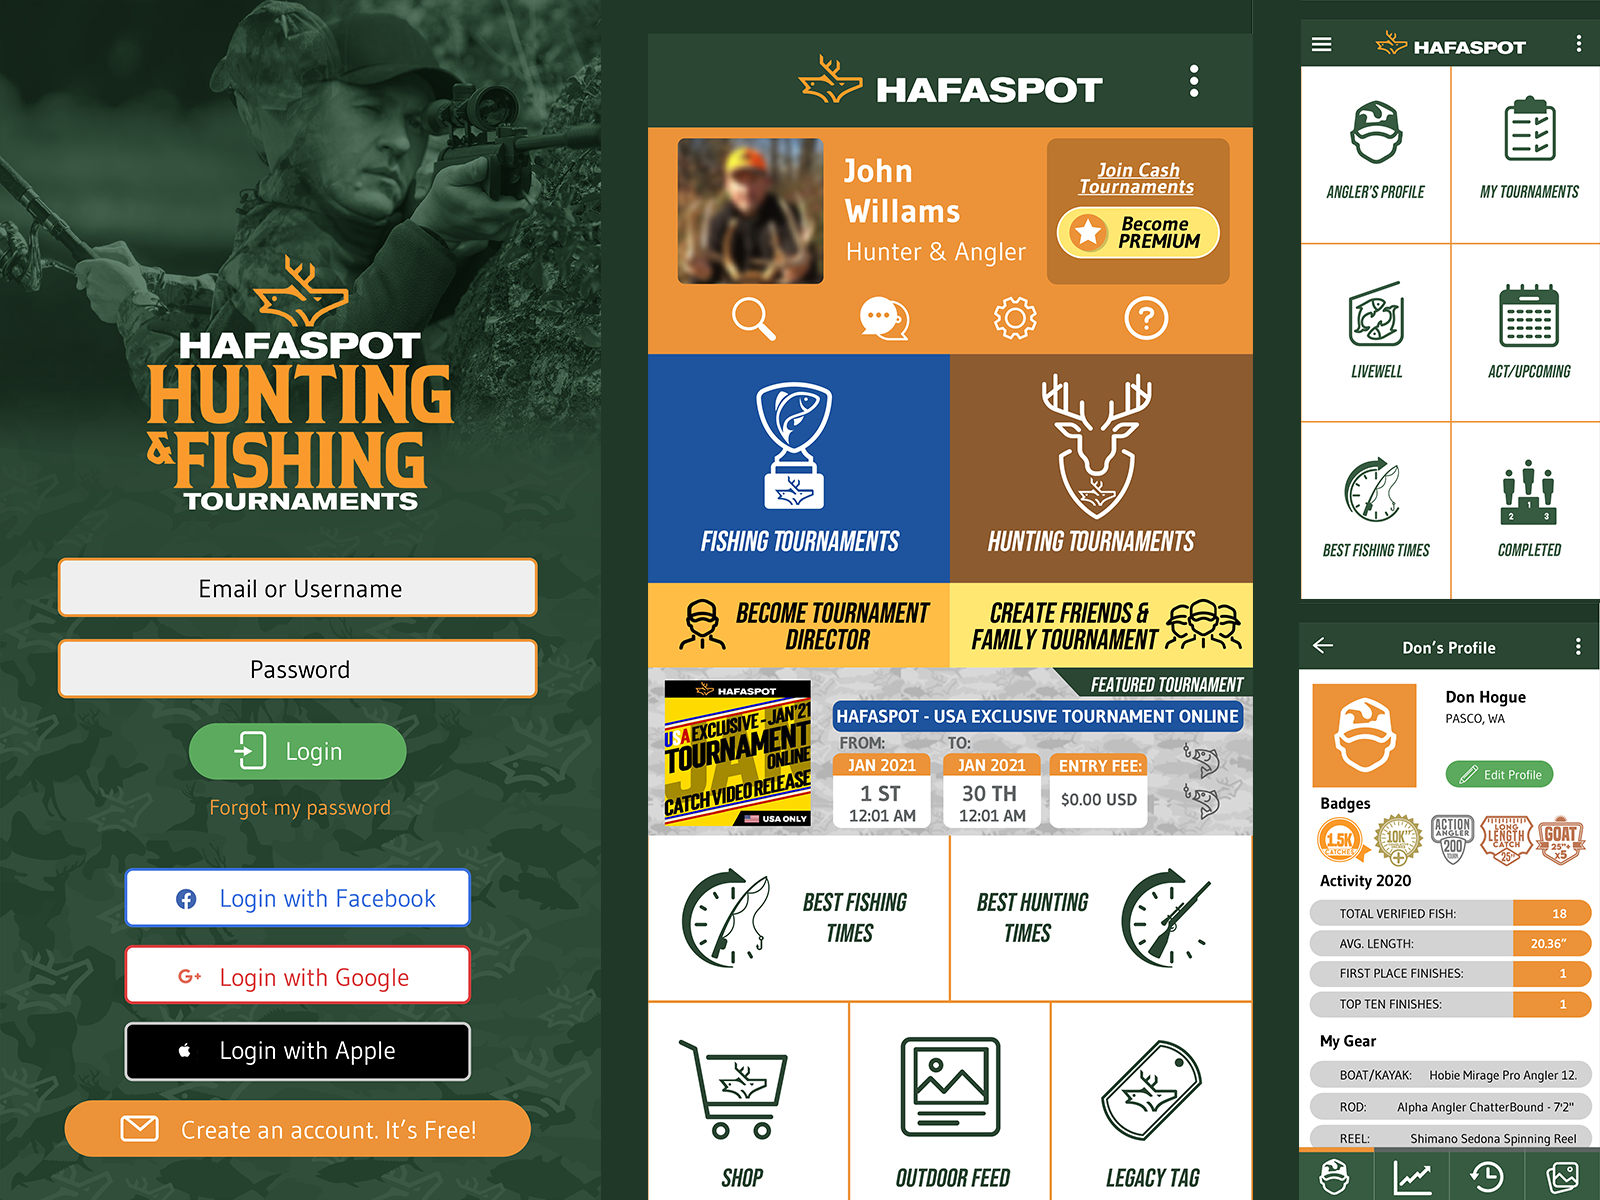 HAFASPOT
HUNTING
&FISHING
TOURNAMENTS
Email or Username
Password
Login
Forgot my password
Login with Facebook
G+ Login with Google
Login with Apple
Create an account. It's Free!
HAFASPOT
John
Willams
Hunter & Angler
Join Cash
Tournaments
Become
PREMIUM
?
FISHING TOURNAMENTS
HUNTING TOURNAMENTS
BECOME TOURNAMENT
DIRECTOR
CREATE FRIENDS &
FAMILY TOURNAMENT
FEATURED TOURNAMENT
HAFASPOT
USA EXCLUSIVE - JAN'21
TOURNAMENT
JAN
ONLINE
CATCH VIDEO RELEASE
USA ONLY
HAFASPOT - USA EXCLUSIVE TOURNAMENT ONLINE
FROM:
TO:
JAN 2021
1 ST
12:01 AM
JAN 2021
30 TH
12:01 AM
ENTRY FEE:
$0.00 USD
BEST FISHING
TIMES
BEST HUNTING
TIMES
SHOP
OUTDOOR FEED
LEGACY TAG
HAFASPOT
ANGLER'S PROFILE
MY TOURNAMENTS
LIVEWELL
ACT/UPCOMING
BEST FISHING TIMES
2 1 3
COMPLETED
Don's Profile
Don Hogue
PASCO, WA
Edit Profile
Badges
1.5K
CATCHES
10K"
ACTION
ANGLER
200
TOURN
LONG
LENGTH
CATCH
25"
GOAT
25"+
x5
Activity 2020
TOTAL VERIFIED FISH: 18
AVG. LENGTH: 20.36"
FIRST PLACE FINISHES: 1
TOP TEN FINISHES: 1
My Gear
BOAT/KAYAK: Hobie Mirage Pro Angler 12.
ROD: Alpha Angler ChatterBound - 7'2"
REEL: Shimano Sedona Spinning Reel